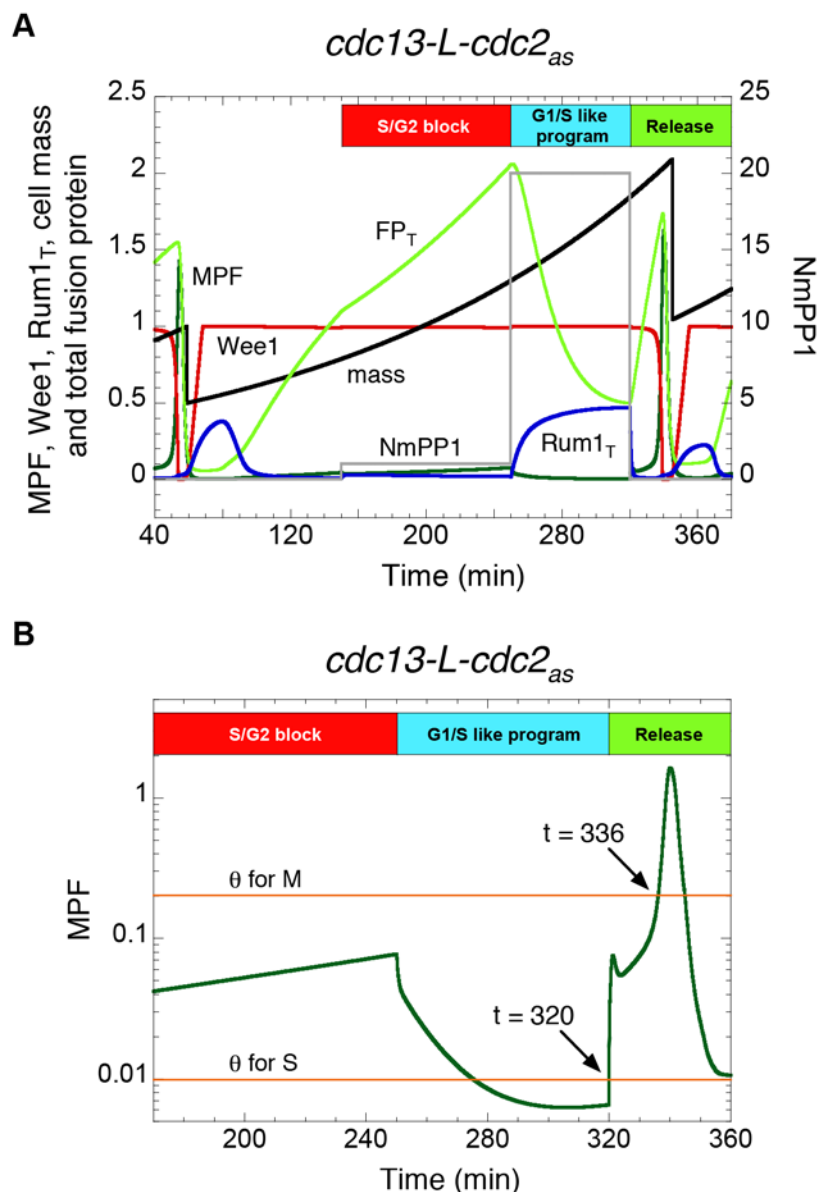 A
cdc13-L-cdc2as
MPF, Wee1, Rum1T, cell mass
and total fusion protein
2.5
2
1.5
1
0.5
0
S/G2 block
G1/S like
program
Release
FPT
MPF
Wee1
mass
NmPP1
Rum1T
25
20
15
10
5
0
NmPP1
40
120
200
280
360
Time (min)
B
cdc13-L-cdc2as
S/G2 block
G1/S like program
Release
MPF
1
0.1
0.01
t = 336
θ for M
t = 320
θ for S
200
240
280
320
360
Time (min)